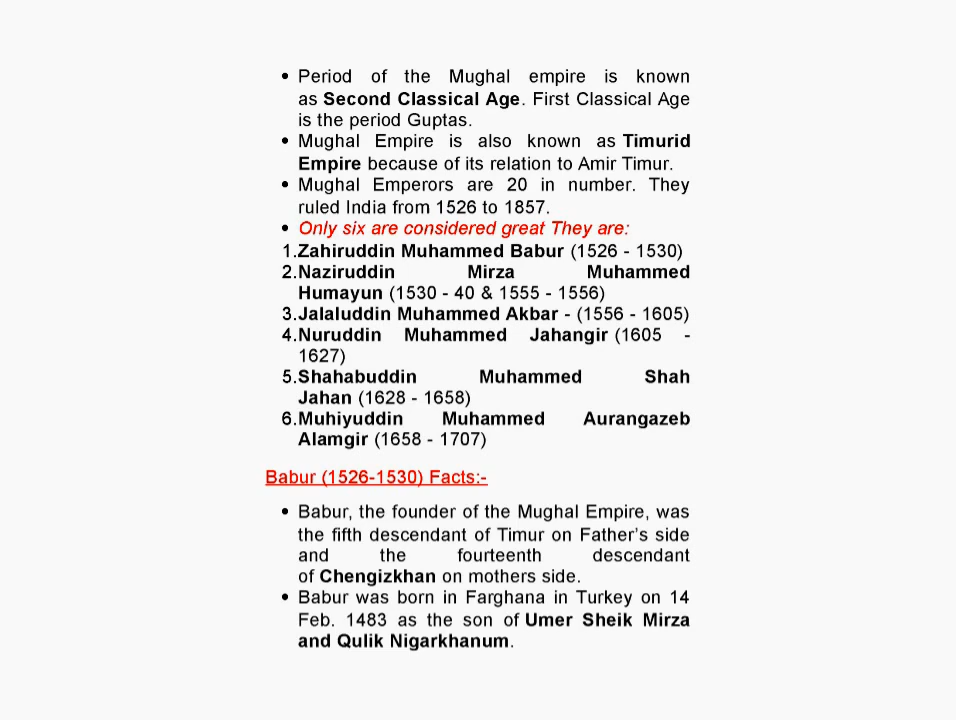 • Period of the Mughal empire is known
as Second Classical Age. First Classical Age
is the period Guptas.
• Mughal Empire is also known as Timurid
Empire because of its relation to Amir Timur.
• Mughal Emperors are 20 in number. They
ruled India from 1526 to 1857.
• Only six are considered great They are:
1.Zahiruddin Muhammed Babur (1526 - 1530)
2.Naziruddin Mirza Muhammed
Humayun (1530 - 40 & 1555 - 1556)
3.Jalaluddin Muhammed Akbar - (1556 - 1605)
4.Nuruddin Muhammed Jahangir (1605 -
1627)
5.Shahabuddin Muhammed Shah
Jahan (1628 - 1658)
6.Muhiyuddin Muhammed Aurangazeb
Alamgir (1658 - 1707)
Babur (1526-1530) Facts:-
• Babur, the founder of the Mughal Empire, was
the fifth descendant of Timur on Father’s side
and the fourteenth descendant
of Chengizkhan on mothers side.
• Babur was born in Farghana in Turkey on 14
Feb. 1483 as the son of Umer Sheik Mirza
and Qulik Nigarkhanum.